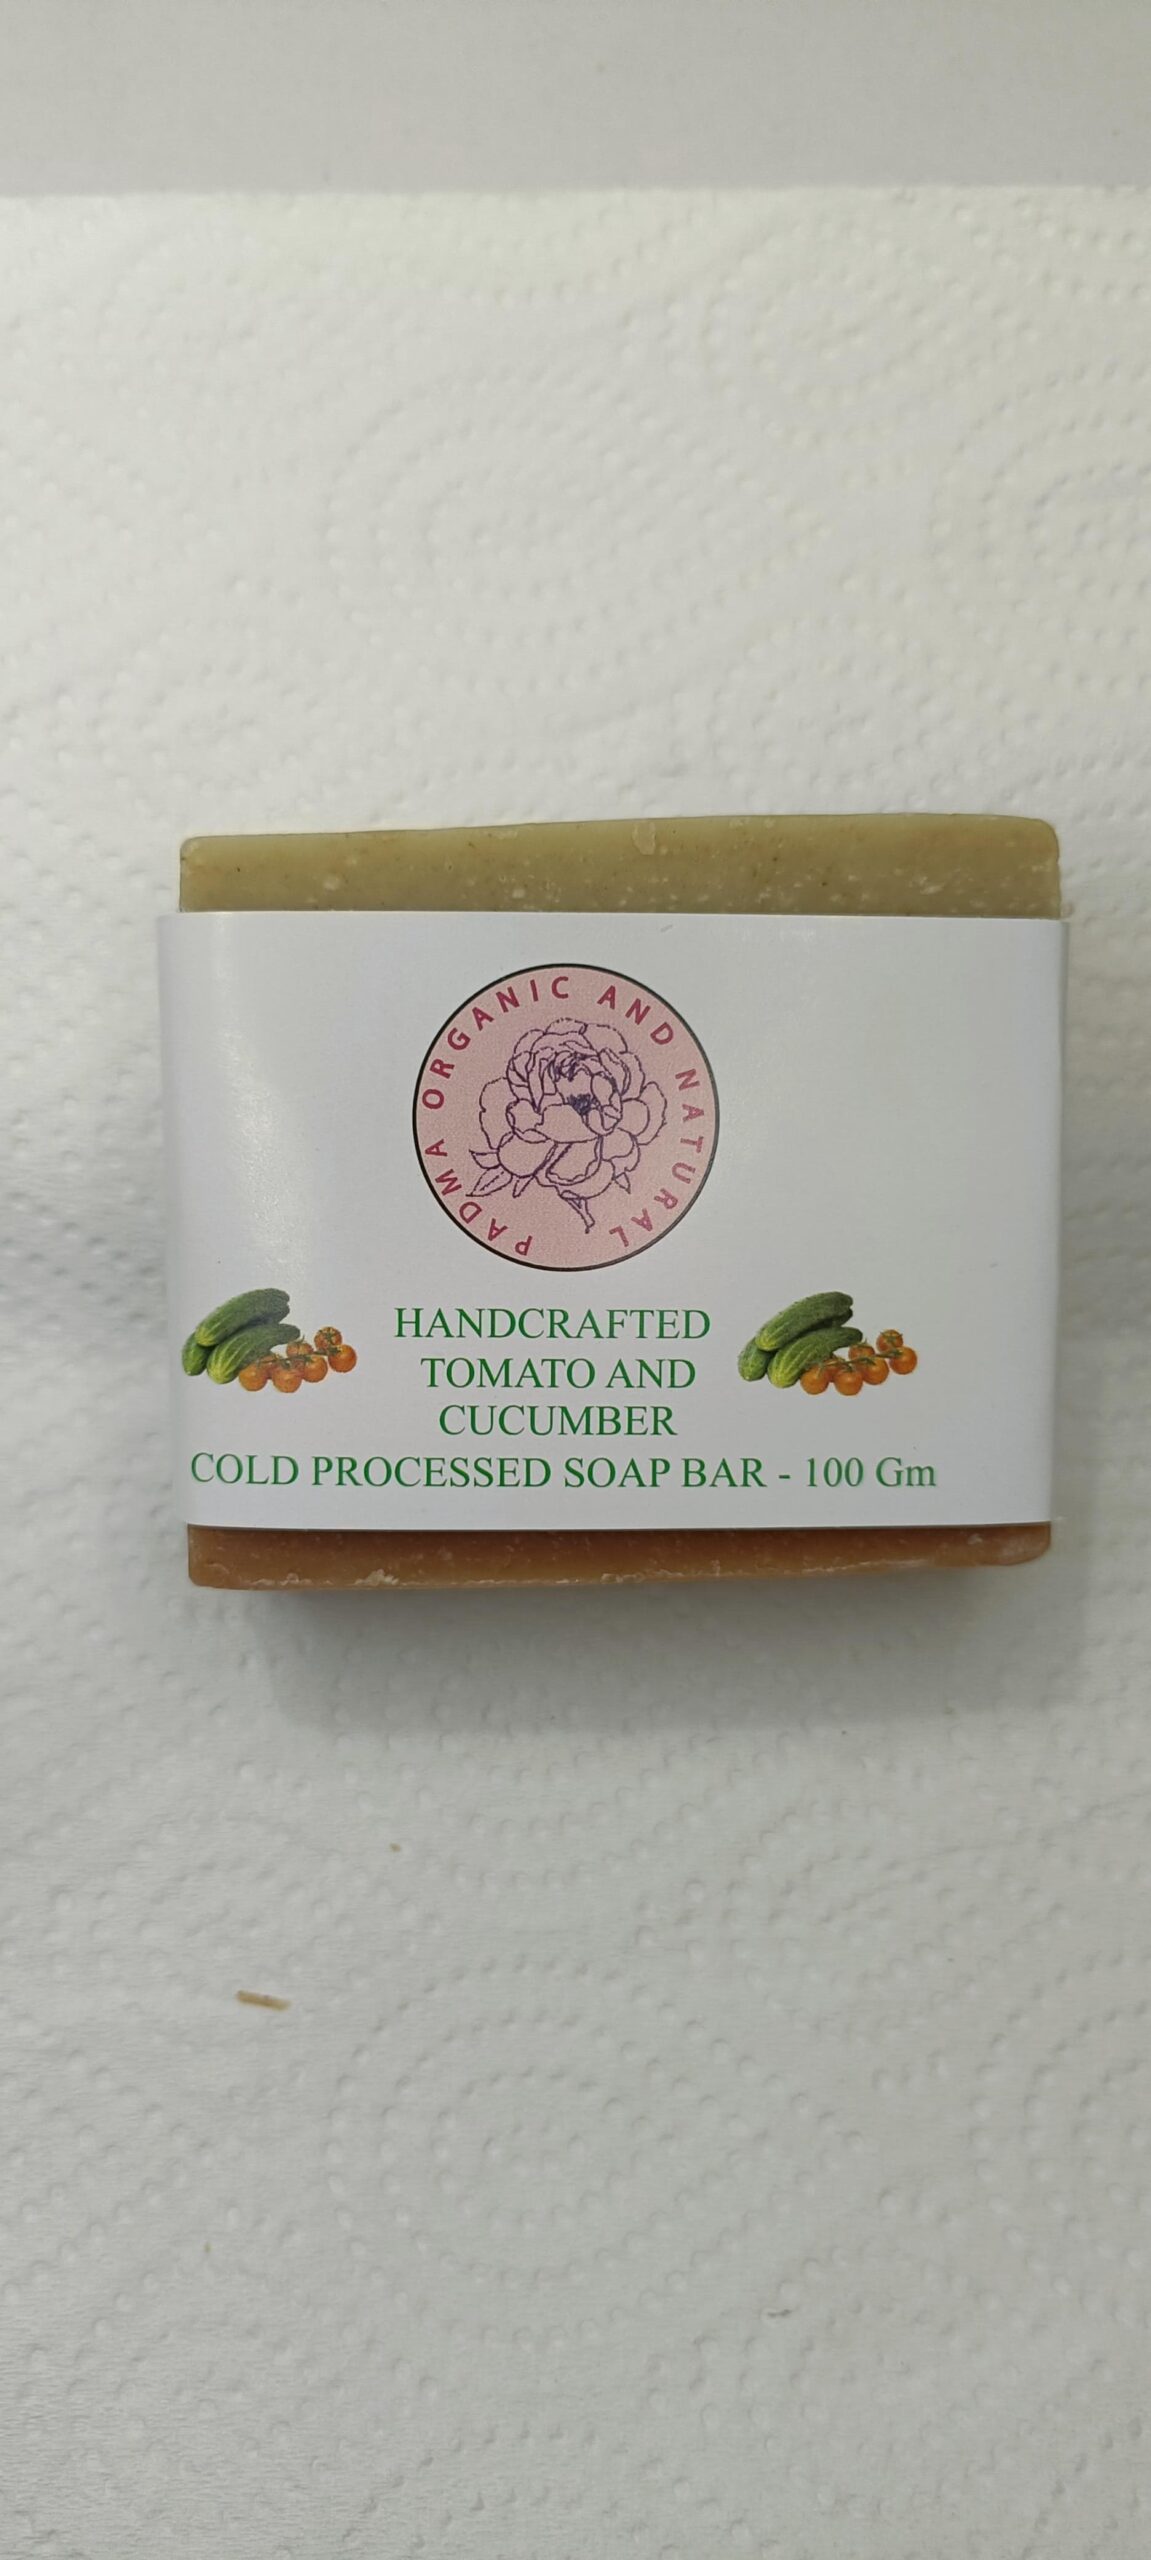 PADMA ORGANIC AND NATURAL
HANDCRAFTED
TOMATO AND
CUCUMBER
COLD PROCESSED SOAP BAR - 100 Gm